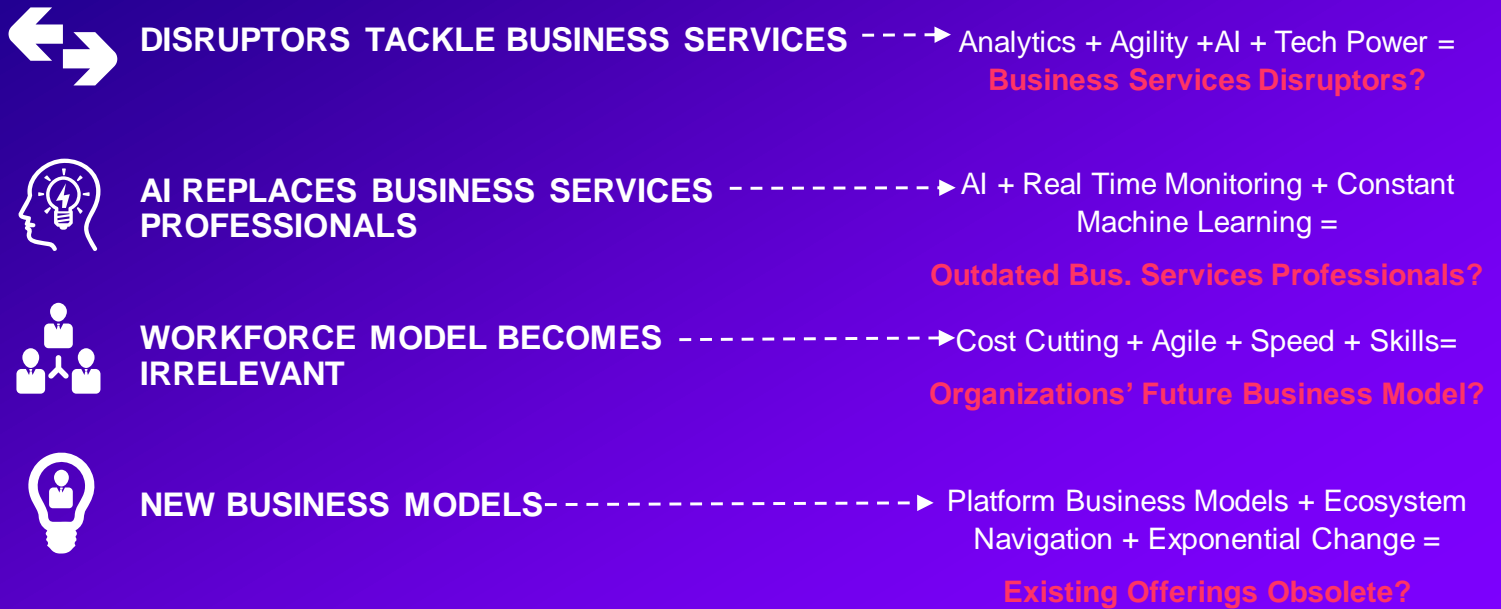 DISRUPTORS TACKLE BUSINESS SERVICES
Analytics + Agility +AI + Tech Power =
Business Services Disruptors?
AI REPLACES BUSINESS SERVICES
PROFESSIONALS
AI + Real Time Monitoring + Constant
Machine Learning =
Outdated Bus. Services Professionals?
WORKFORCE MODEL BECOMES
IRRELEVANT
Cost Cutting + Agile + Speed + Skills=
Organizations’ Future Business Model?
NEW BUSINESS MODELS
Platform Business Models + Ecosystem
Navigation + Exponential Change =
Existing Offerings Obsolete?